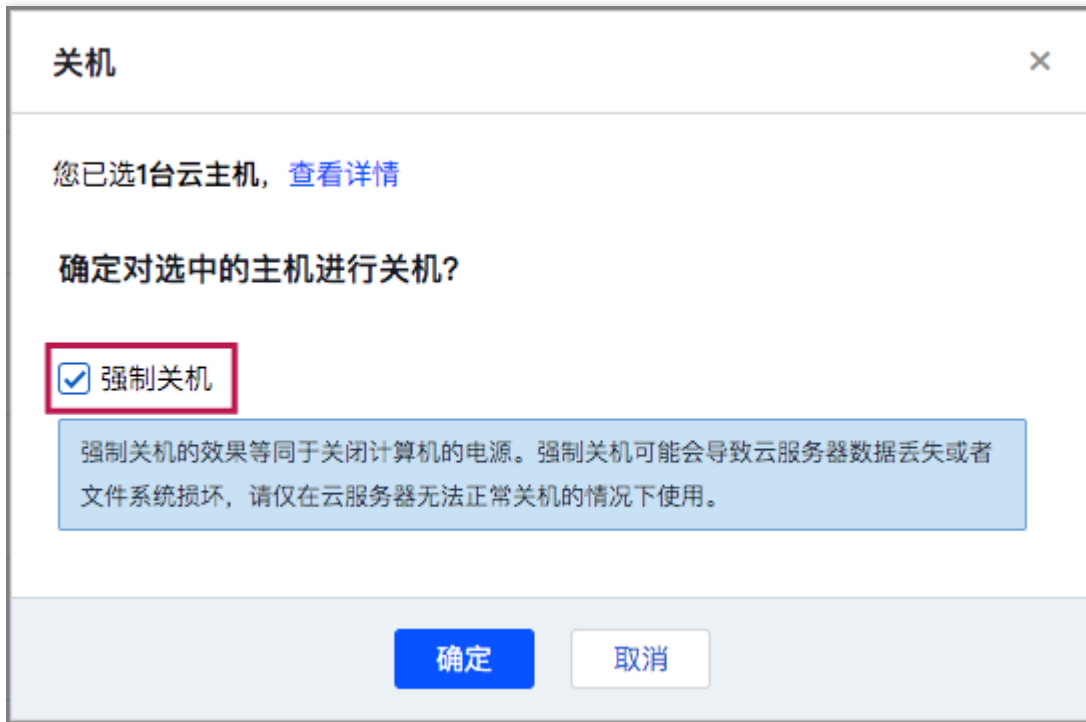 关机
您已选1台云主机，查看详情
确定对选中的主机进行关机？
强制关机
强制关机的效果等同于关闭计算机的电源。强制关机可能会导致云服务器数据丢失或者
文件系统损坏，请仅在云服务器无法正常关机的情况下使用。
确定 取消